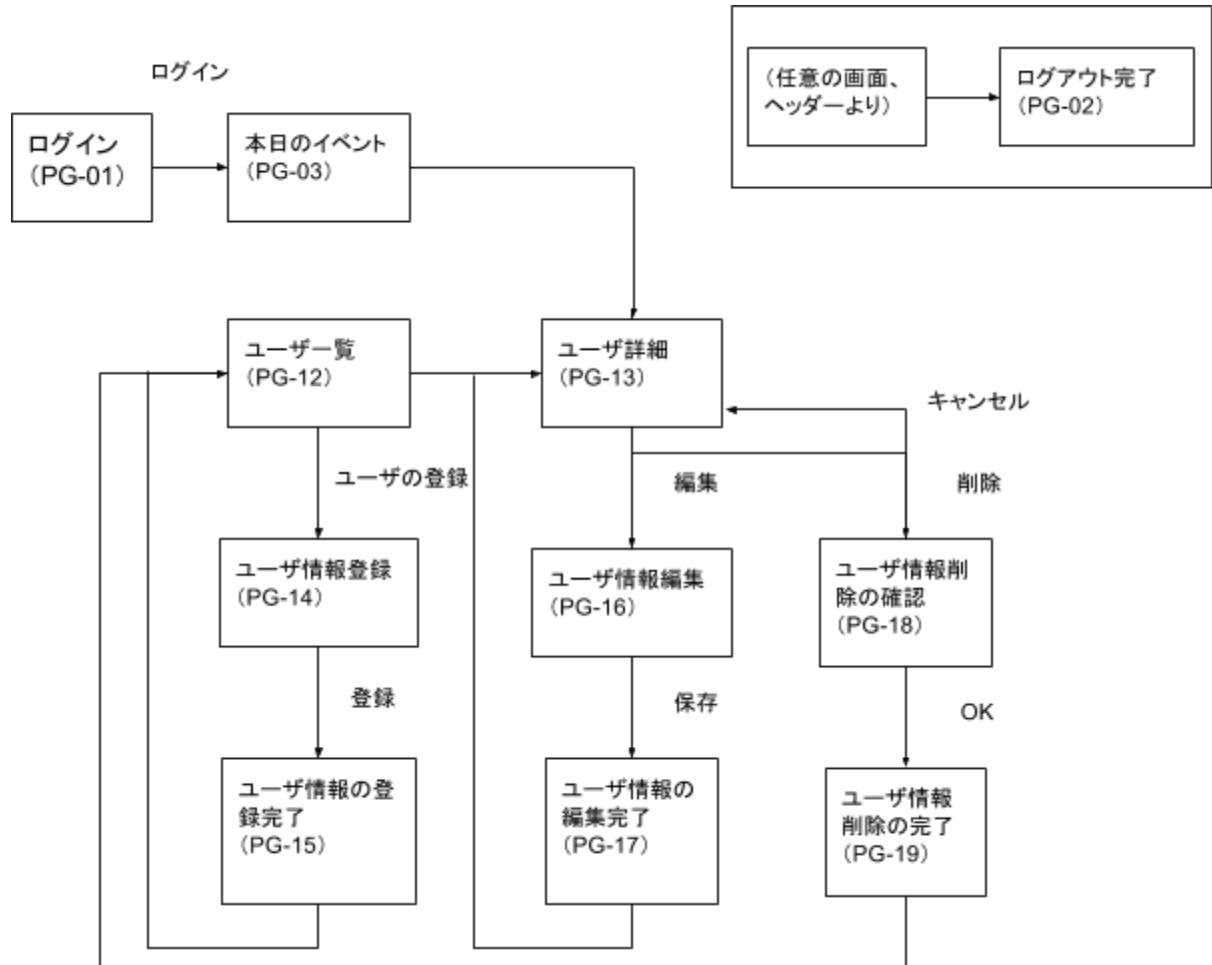 ログイン
(任意の画面、
ヘッダーより)
ログアウト完了
(PG-02)
ログイン
(PG-01)
本日のイベント
(PG-03)
ユーザ一覧
(PG-12)
ユーザ詳細
(PG-13)
キャンセル
ユーザの登録
編集
削除
ユーザ情報登録
(PG-14)
ユーザ情報編集
(PG-16)
ユーザ情報削
除の確認
(PG-18)
登録
保存
OK
ユーザ情報の登
録完了
(PG-15)
ユーザ情報の
編集完了
(PG-17)
ユーザ情報
削除の完了
(PG-19)